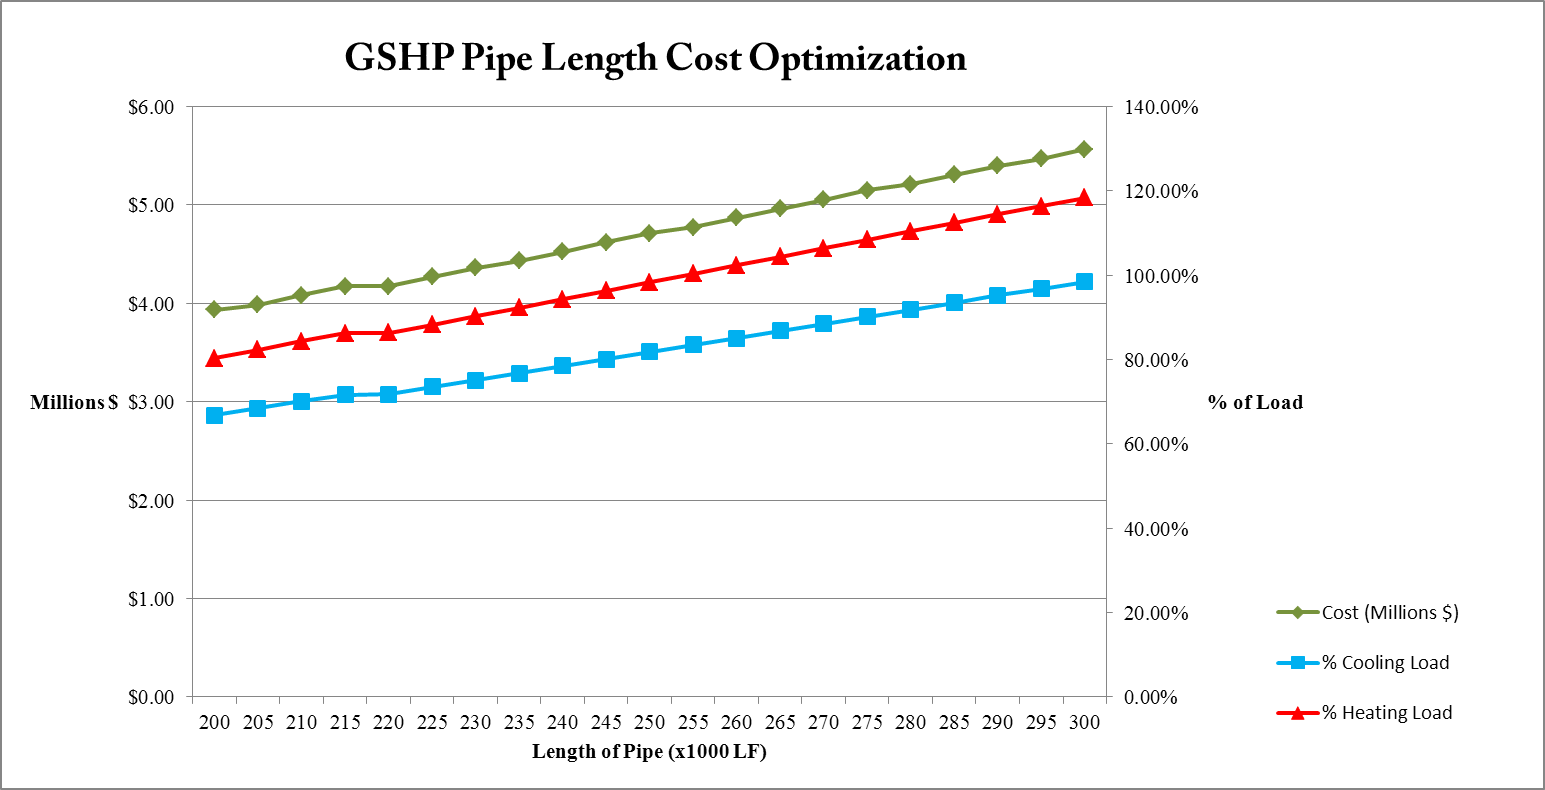 GSHP Pipe Length Cost Optimization
$6.00
$5.00
$4.00
$3.00
$2.00
$1.00
$0.00
Millions $
140.00%
120.00%
100.00%
80.00%
60.00%
40.00%
20.00%
0.00%
% of Load
200 205 210 215 220 225 230 235 240 245 250 255 260 265 270 275 280 285 290 295 300
Length of Pipe (x1000 LF)
Cost (Millions $)
% Cooling Load
% Heating Load